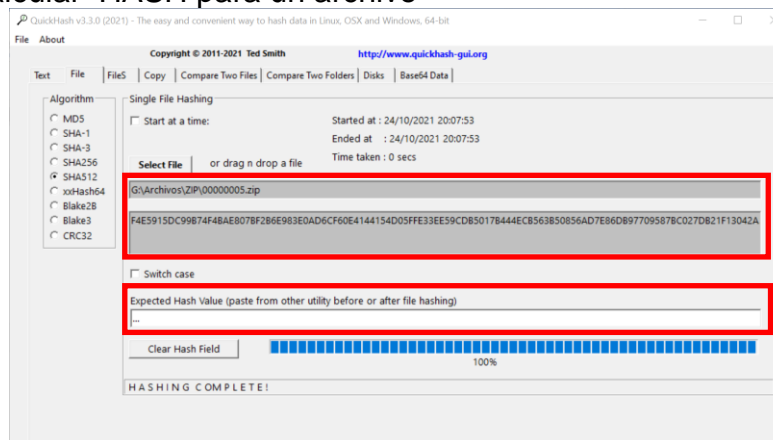 calcular HASH para un archivo
QuickHash v3.3.0 (2021) - The easy and convenient way to hash data in Linux, OSX and Windows, 64-bit
File About
Copyright © 2011-2021 Ted Smith http://www.quickhash-gui.org
Text File FileS Copy Compare Two Files Compare Two Folders Disks Base64 Data
Algorithm
MD5
SHA-1
SHA-3
SHA256
SHA512
xxHash64
Blake2B
Blake3
CRC32
Single File Hashing
Start at a time: Started at : 24/10/2021 20:07:53
Ended at : 24/10/2021 20:07:53
Select File or drag n drop a file Time taken : 0 secs
G:\Archivos\ZIP\00000005.zip
F4E5915DC99B74F4BAE807BF2B6E983E0AD6CF60E4144154D05FFE33EE59CDB5017B444ECB563B50856AD7E86DB97709587BC027DB21F13042A
Switch case
Expected Hash Value (paste from other utility before or after file hashing)
...
Clear Hash Field
100%
HASHING COMPLETE!